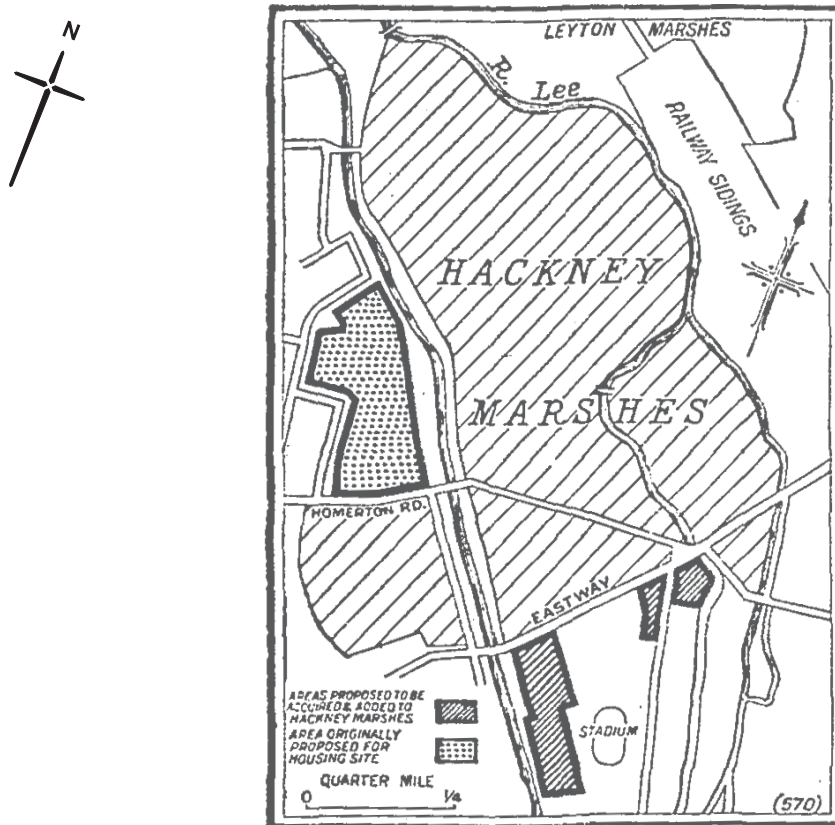 N
LEYTON MARSHES
R. Lee
RAILWAY SIDINGS
HACKNEY
MARSHES
HOMERTON RD.
EASTWAY
AREAS PROPOSED TO BE
ACQUIRED & ADDED TO
HACKNEY MARSHES
AREA ORIGINALLY
PROPOSED FOR
HOUSING SITE
STADIUM
QUARTER MILE
0 1/4
(570)